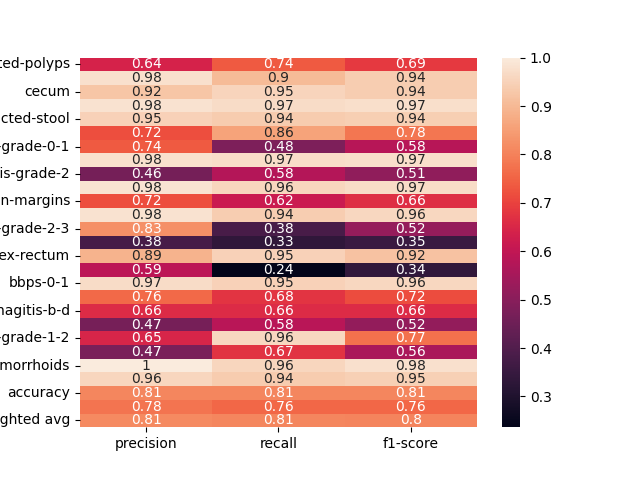 ted-polyps 0.64 0.74 0.69
0.98 0.9 0.94
cecum 0.92 0.95 0.94
0.98 0.97 0.97
cted-stool 0.95 0.94 0.94
0.72 0.86 0.78
-grade-0-1 0.74 0.48 0.58
0.98 0.97 0.97
is-grade-2 0.46 0.58 0.51
0.98 0.96 0.97
n-margins 0.72 0.62 0.66
0.98 0.94 0.96
-grade-2-3 0.83 0.38 0.52
0.38 0.33 0.35
ex-rectum 0.89 0.95 0.92
0.59 0.24 0.34
bbps-0-1 0.97 0.95 0.96
0.76 0.68 0.72
nagitis-b-d 0.66 0.66 0.66
0.47 0.58 0.52
-grade-1-2 0.65 0.96 0.77
0.47 0.67 0.56
morrhoids 1 0.96 0.98
0.96 0.94 0.95
accuracy 0.81 0.81 0.81
0.78 0.76 0.76
ghted avg 0.81 0.81 0.8
precision recall f1-score
1.0
0.9
0.8
0.7
0.6
0.5
0.4
0.3